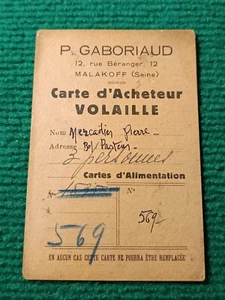 P. GABORIAUD
12, rue Béranger, 12
MALAKOFF (Seine)
Carte d'Acheteur
VOLAILLE
Nom Mercadier Pierre
Adresse Bd Pasteur
3 personnes
Cartes d'Alimentation
A
N°
569
569
EN AUCUN CAS CETTE CARTE NE POURRA ÊTRE REMPLACÉE